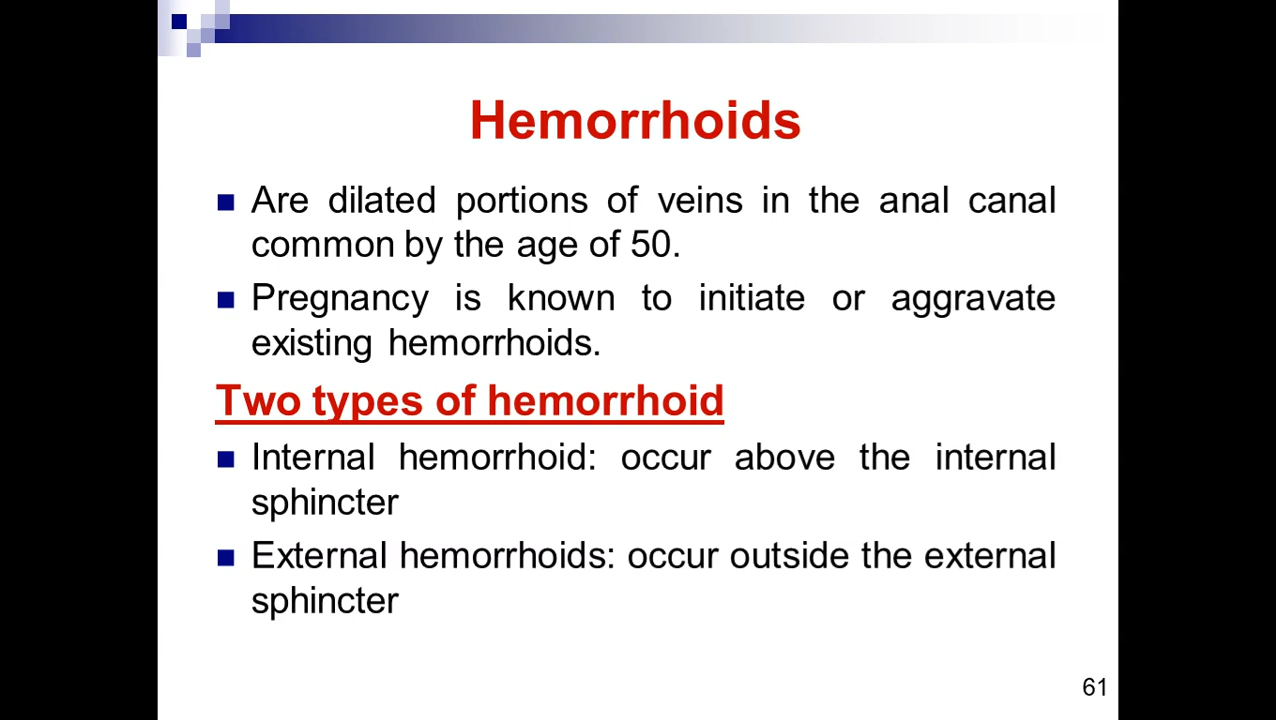 Hemorrhoids
Are dilated portions of veins in the anal canal
common by the age of 50.
Pregnancy is known to initiate or aggravate
existing hemorrhoids.
Two types of hemorrhoid
Internal hemorrhoid: occur above the internal
sphincter
External hemorrhoids: occur outside the external
sphincter
61